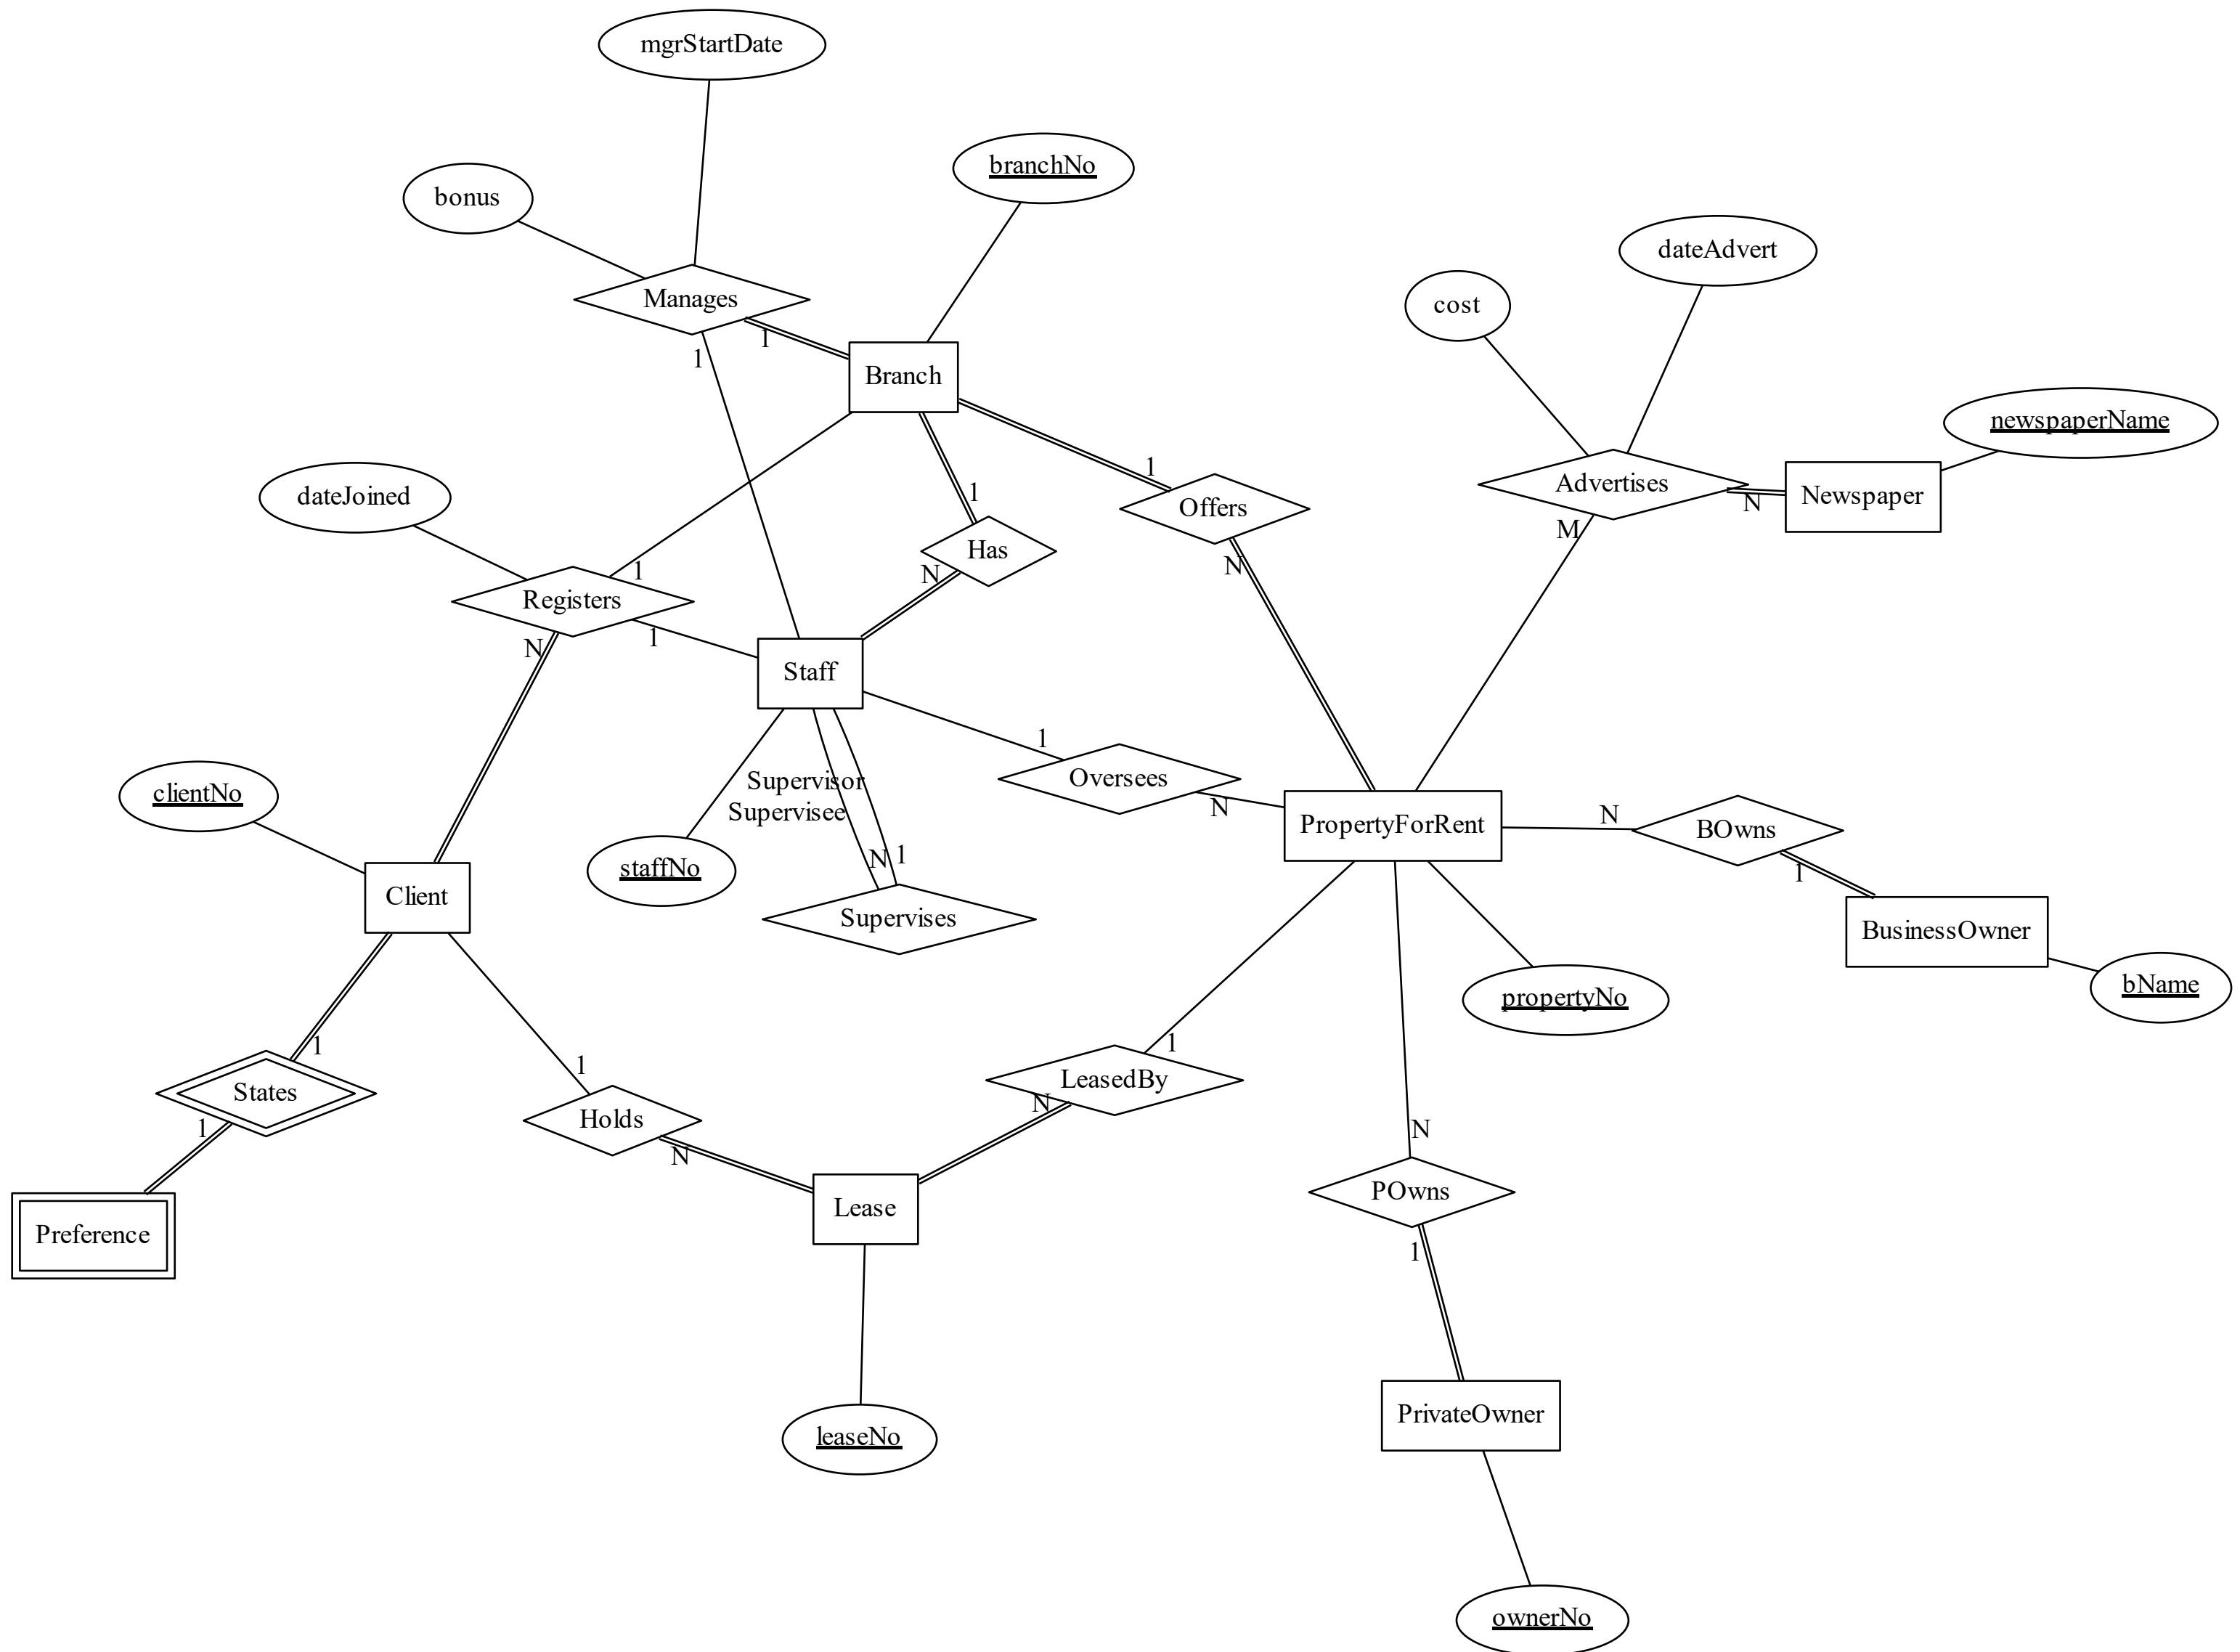 mgrStartDate
bonus
branchNo
dateAdvert
cost
Manages
1
1
Branch
newspaperName
dateJoined
1
1
Offers
Advertises
N
Newspaper
M
Has
N
N
Registers
1
1
N
Staff
1
Oversees
N
Supervisor
Supervisee
clientNo
staffNo
N
1
PropertyForRent
N
BOwns
1
Client
Supervises
BusinessOwner
bName
propertyNo
1
States
1
1
Holds
N
1
LeasedBy
N
N
POwns
1
Preference
Lease
PrivateOwner
leaseNo
ownerNo